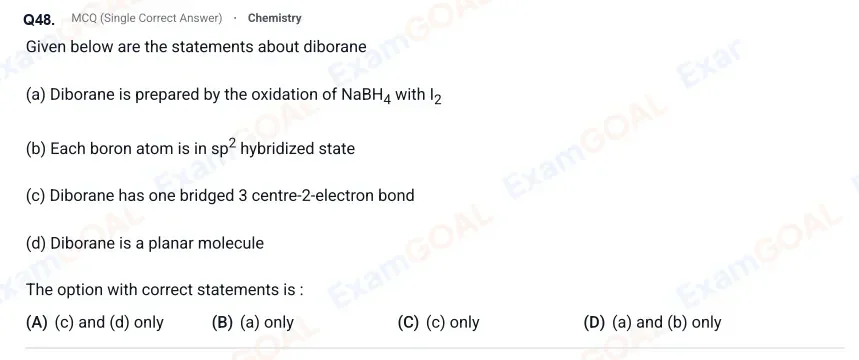 Q48. MCQ (Single Correct Answer) · Chemistry
Given below are the statements about diborane
(a) Diborane is prepared by the oxidation of NaBH₄ with I₂
(b) Each boron atom is in sp² hybridized state
(c) Diborane has one bridged 3 centre-2-electron bond
(d) Diborane is a planar molecule
The option with correct statements is :
(A) (c) and (d) only (B) (a) only (C) (c) only (D) (a) and (b) only
ExamGOAL